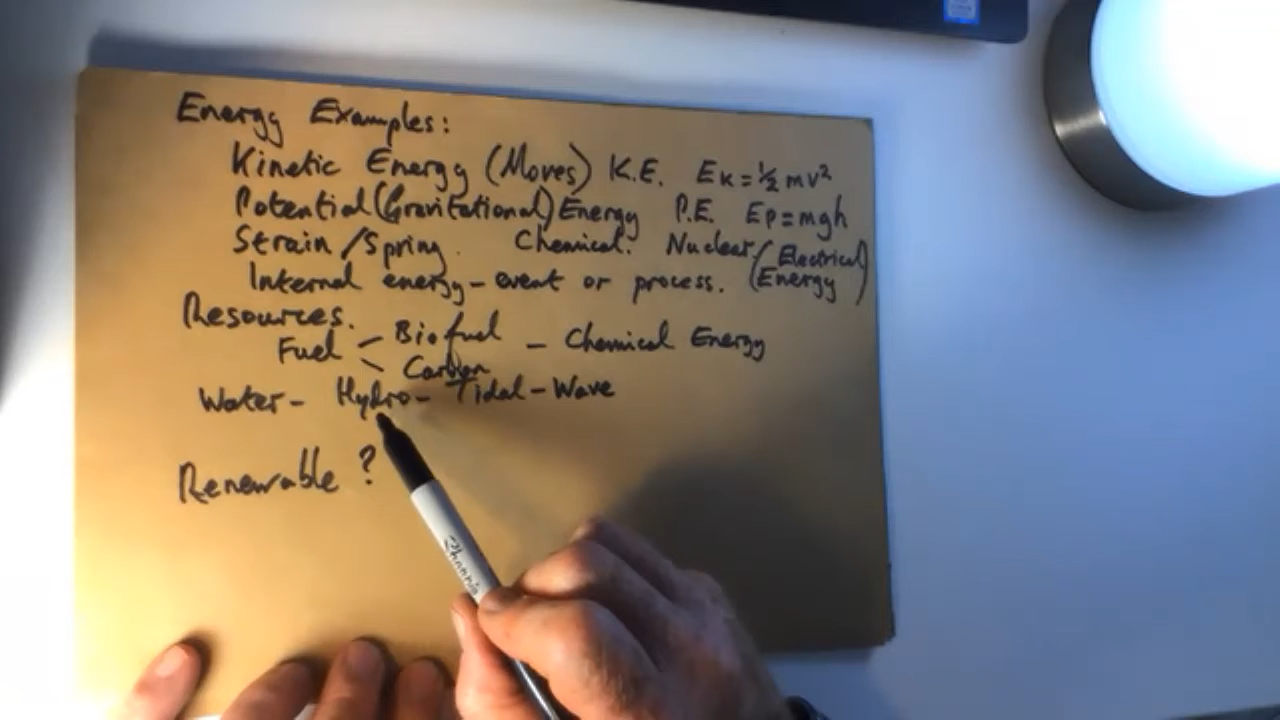 Energy Examples:
Kinetic Energy (Moves) K.E. Ek=½mv²
Potential (Gravitational) Energy P.E. Ep=mgh
Strain/Spring. Chemical. Nuclear. (Electrical Energy)
Internal energy - event or process.
Resources.
Fuel < Biofuel - Chemical Energy
Carbon
Water - Hydro - Tidal - Wave
Renewable ?